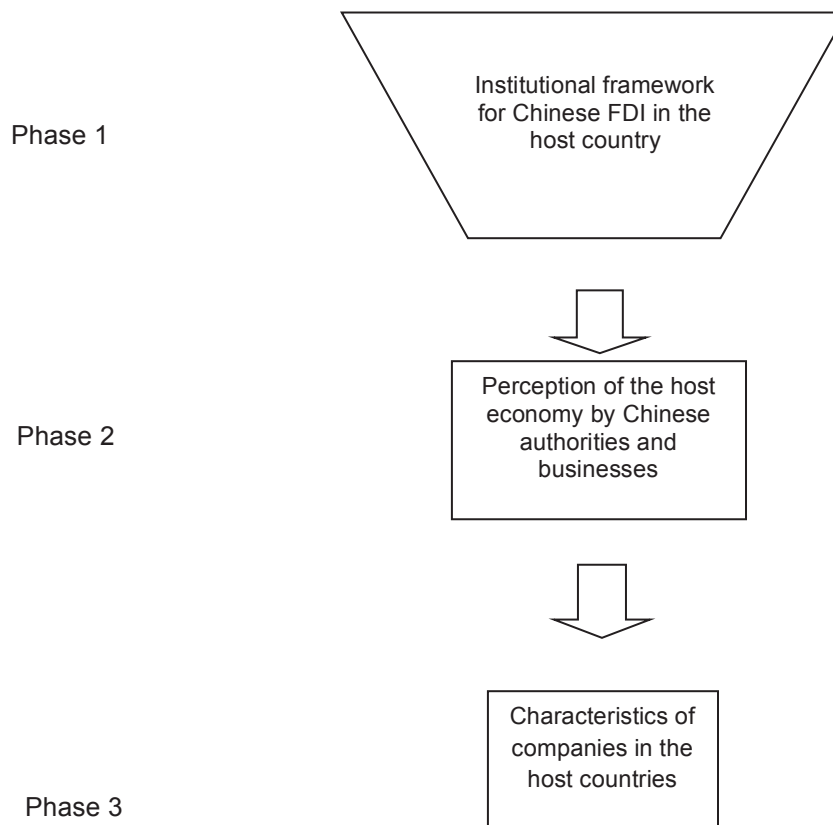 Institutional framework
for Chinese FDI in the
host country
Phase 1
Perception of the host
economy by Chinese
authorities and
businesses
Phase 2
Characteristics of
companies in the
host countries
Phase 3